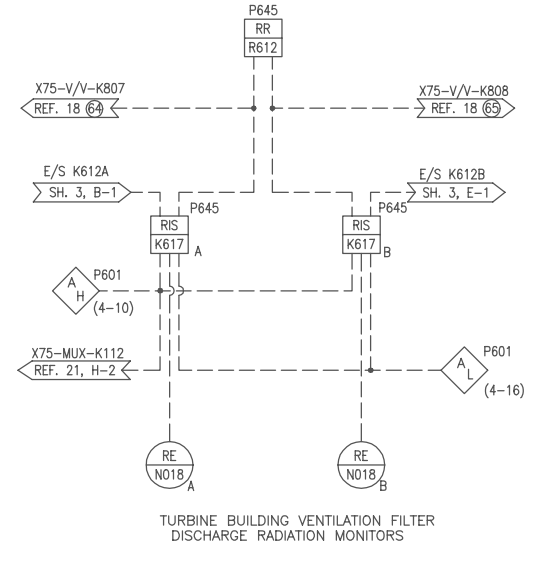 P645
RR
R612
X75-V/V-K807
REF. 18 64
X75-V/V-K808
REF. 18 65
E/S K612A
SH. 3, B-1
E/S K612B
SH. 3, E-1
P645
RIS
K617
A
P645
RIS
K617
B
A
H
P601
(4-10)
X75-MUX-K112
REF. 21, H-2
A
L
P601
(4-16)
RE
N018
A
RE
N018
B
TURBINE BUILDING VENTILATION FILTER
DISCHARGE RADIATION MONITORS